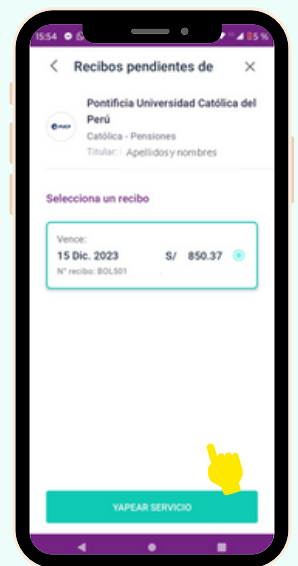 15:54
Recibos pendientes de
Pontificia Universidad Católica del
Perú
Católica - Pensiones
Titular: Apellidos y nombres
Selecciona un recibo
Vence:
15 Dic. 2023 S/ 850.37
N° recibo: BOLS01
YAPEAR SERVICIO